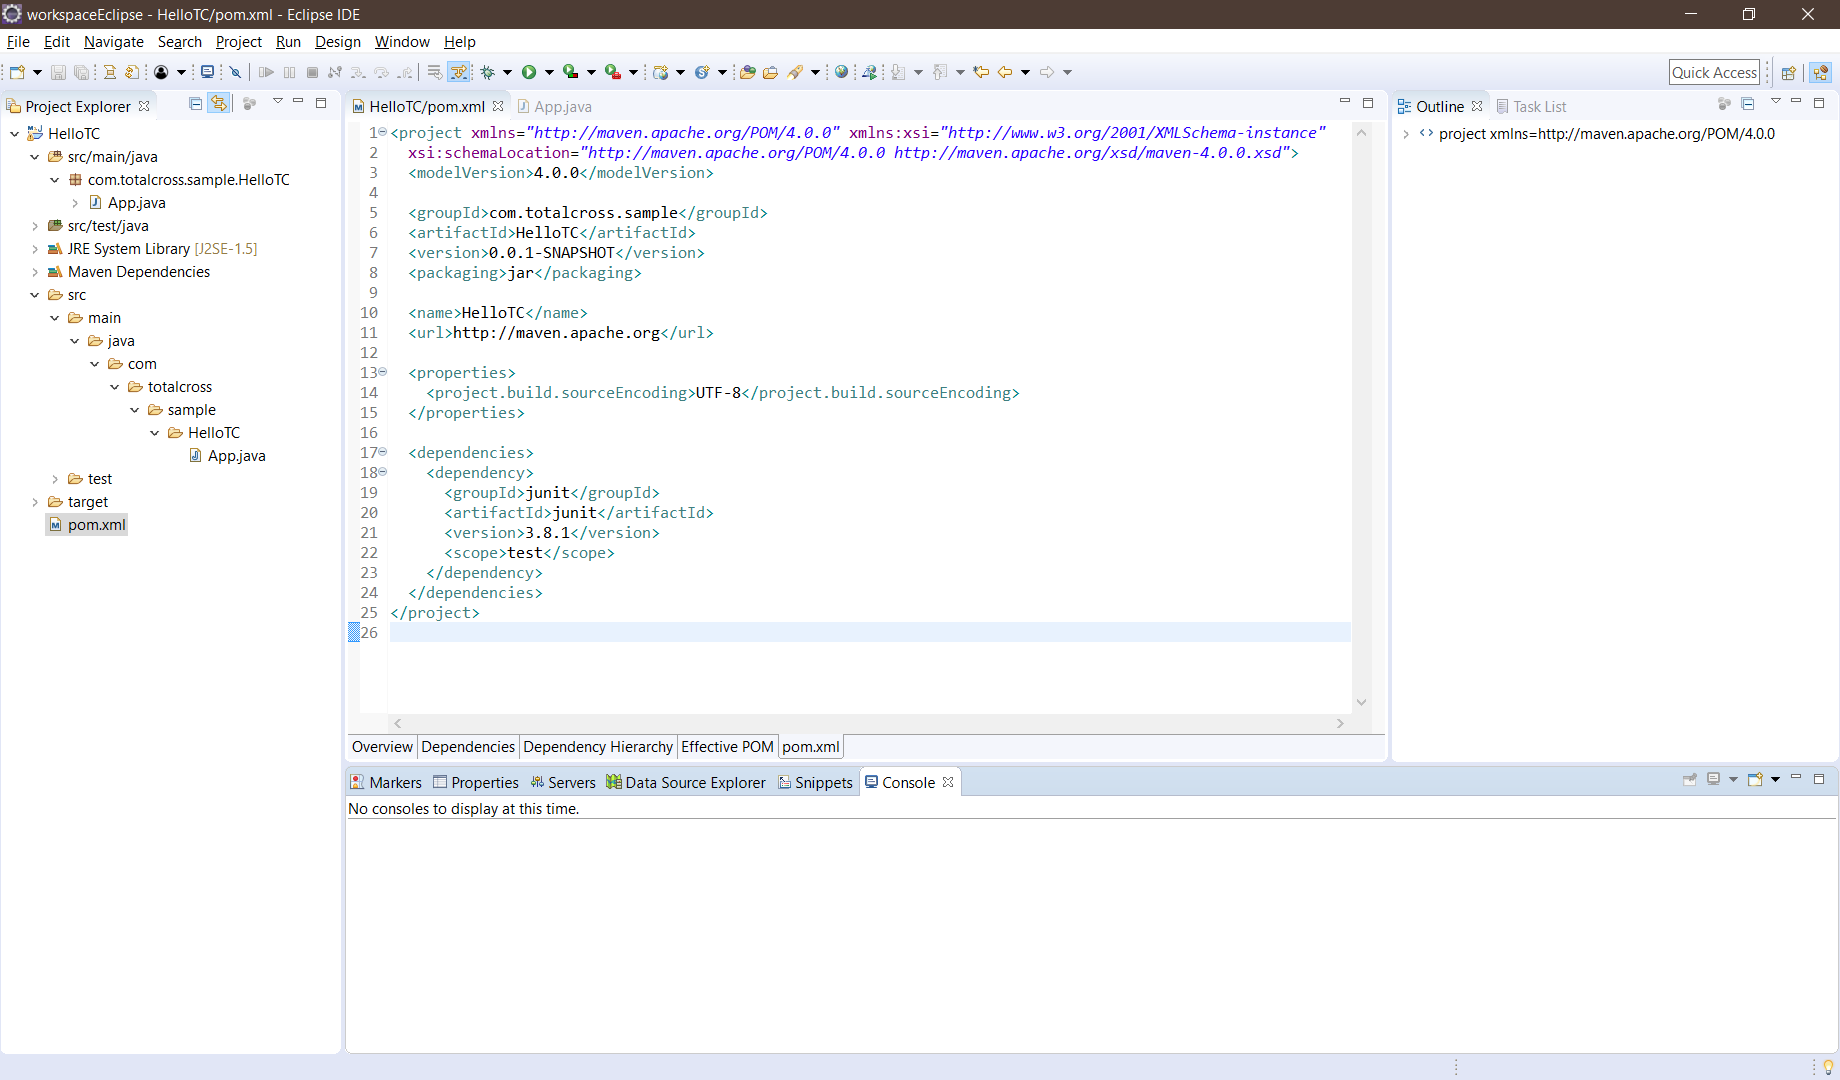 workspaceEclipse - HelloTC/pom.xml - Eclipse IDE
File Edit Navigate Search Project Run Design Window Help
Quick Access
Project Explorer
HelloTC
src/main/java
com.totalcross.sample.HelloTC
App.java
src/test/java
JRE System Library [J2SE-1.5]
Maven Dependencies
src
main
java
com
totalcross
sample
HelloTC
App.java
test
target
pom.xml
HelloTC/pom.xml App.java
1 <project xmlns="http://maven.apache.org/POM/4.0.0" xmlns:xsi="http://www.w3.org/2001/XMLSchema-instance"
2 xsi:schemaLocation="http://maven.apache.org/POM/4.0.0 http://maven.apache.org/xsd/maven-4.0.0.xsd">
3 <modelVersion>4.0.0</modelVersion>
4
5 <groupId>com.totalcross.sample</groupId>
6 <artifactId>HelloTC</artifactId>
7 <version>0.0.1-SNAPSHOT</version>
8 <packaging>jar</packaging>
9
10 <name>HelloTC</name>
11 <url>http://maven.apache.org</url>
12
13 <properties>
14 <project.build.sourceEncoding>UTF-8</project.build.sourceEncoding>
15 </properties>
16
17 <dependencies>
18 <dependency>
19 <groupId>junit</groupId>
20 <artifactId>junit</artifactId>
21 <version>3.8.1</version>
22 <scope>test</scope>
23 </dependency>
24 </dependencies>
25 </project>
26
Overview Dependencies Dependency Hierarchy Effective POM pom.xml
Outline Task List
project xmlns=http://maven.apache.org/POM/4.0.0
Markers Properties Servers Data Source Explorer Snippets Console
No consoles to display at this time.